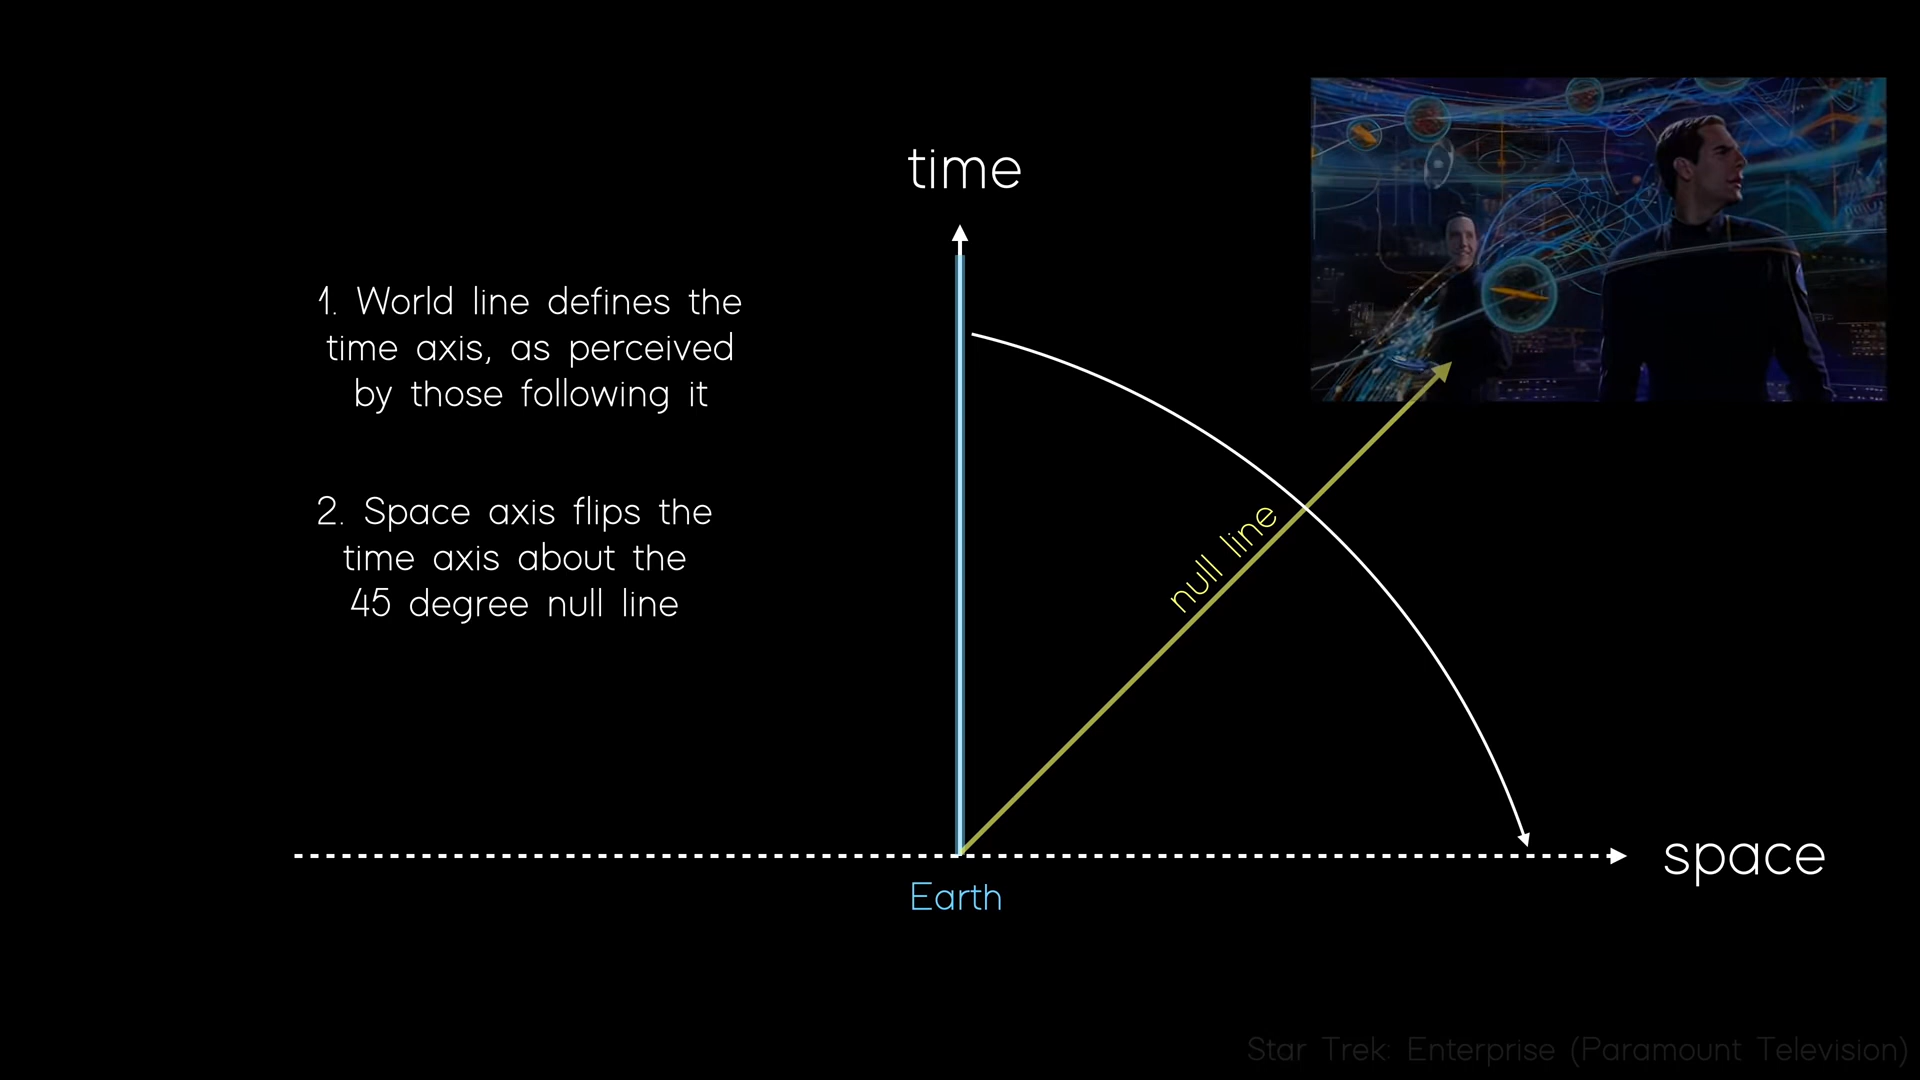 time
1. World line defines the
time axis, as perceived
by those following it
2. Space axis flips the
time axis about the
45 degree null line
null line
space
Earth
Star Trek: Enterprise (Paramount Television)